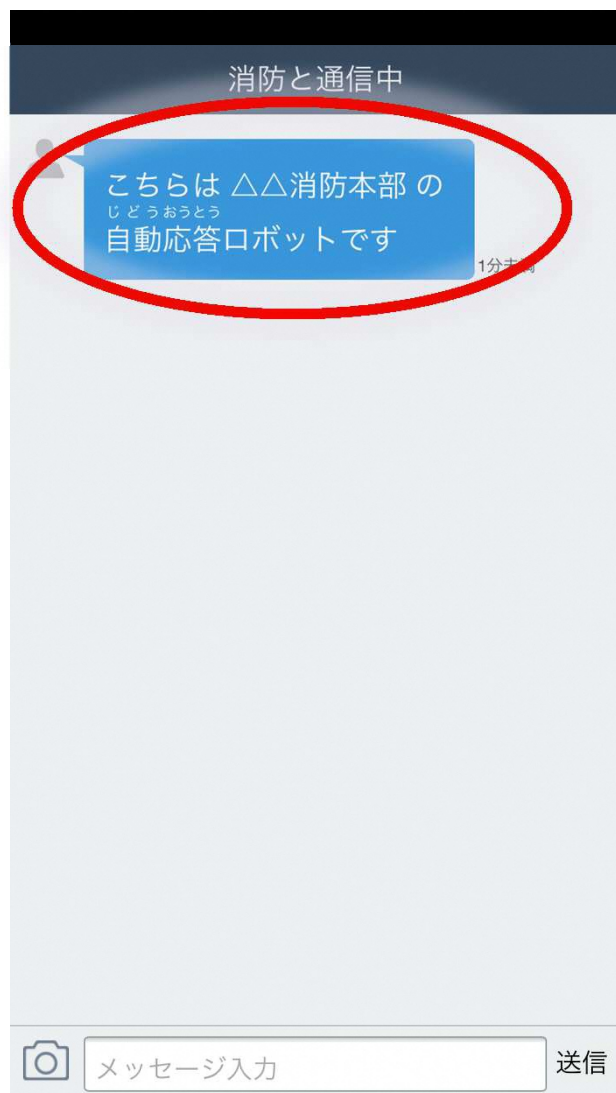 消防と通信中
こちらは △△消防本部 の
じどうおうとう
自動応答ロボットです
1分未満
メッセージ入力
送信